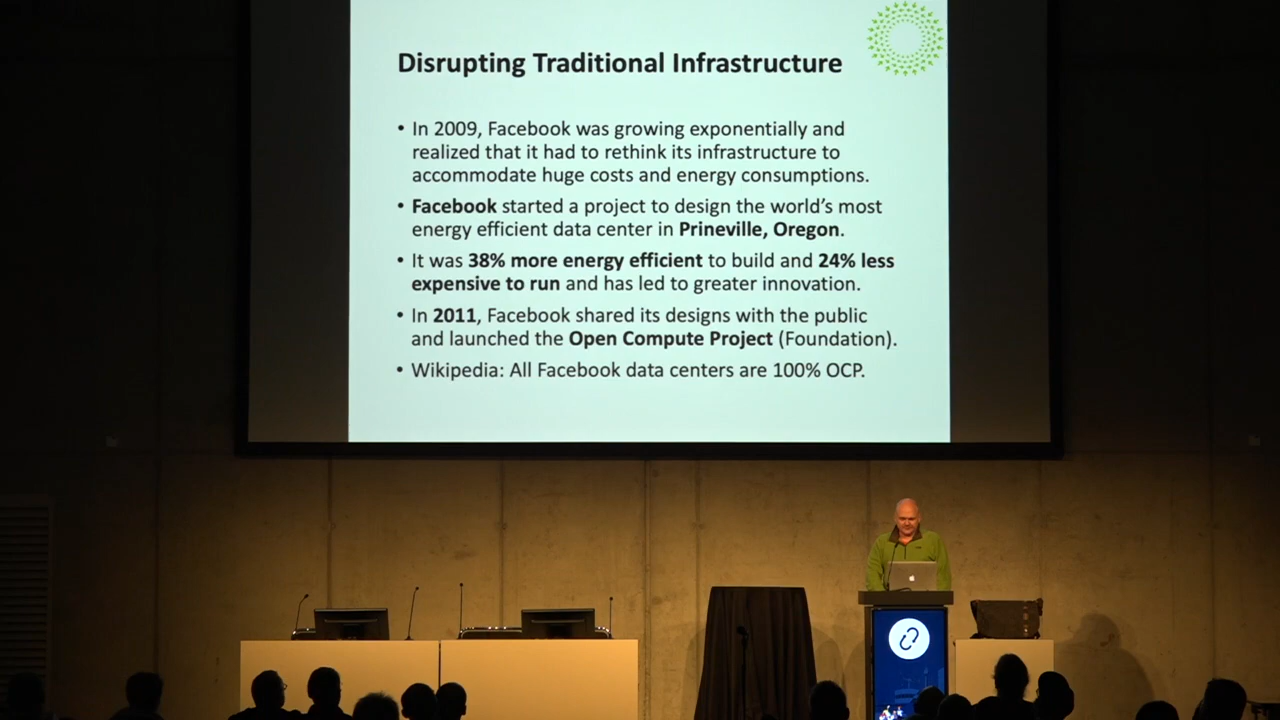 Disrupting Traditional Infrastructure
• In 2009, Facebook was growing exponentially and
realized that it had to rethink its infrastructure to
accommodate huge costs and energy consumptions.
• Facebook started a project to design the world's most
energy efficient data center in Prineville, Oregon.
• It was 38% more energy efficient to build and 24% less
expensive to run and has led to greater innovation.
• In 2011, Facebook shared its designs with the public
and launched the Open Compute Project (Foundation).
• Wikipedia: All Facebook data centers are 100% OCP.